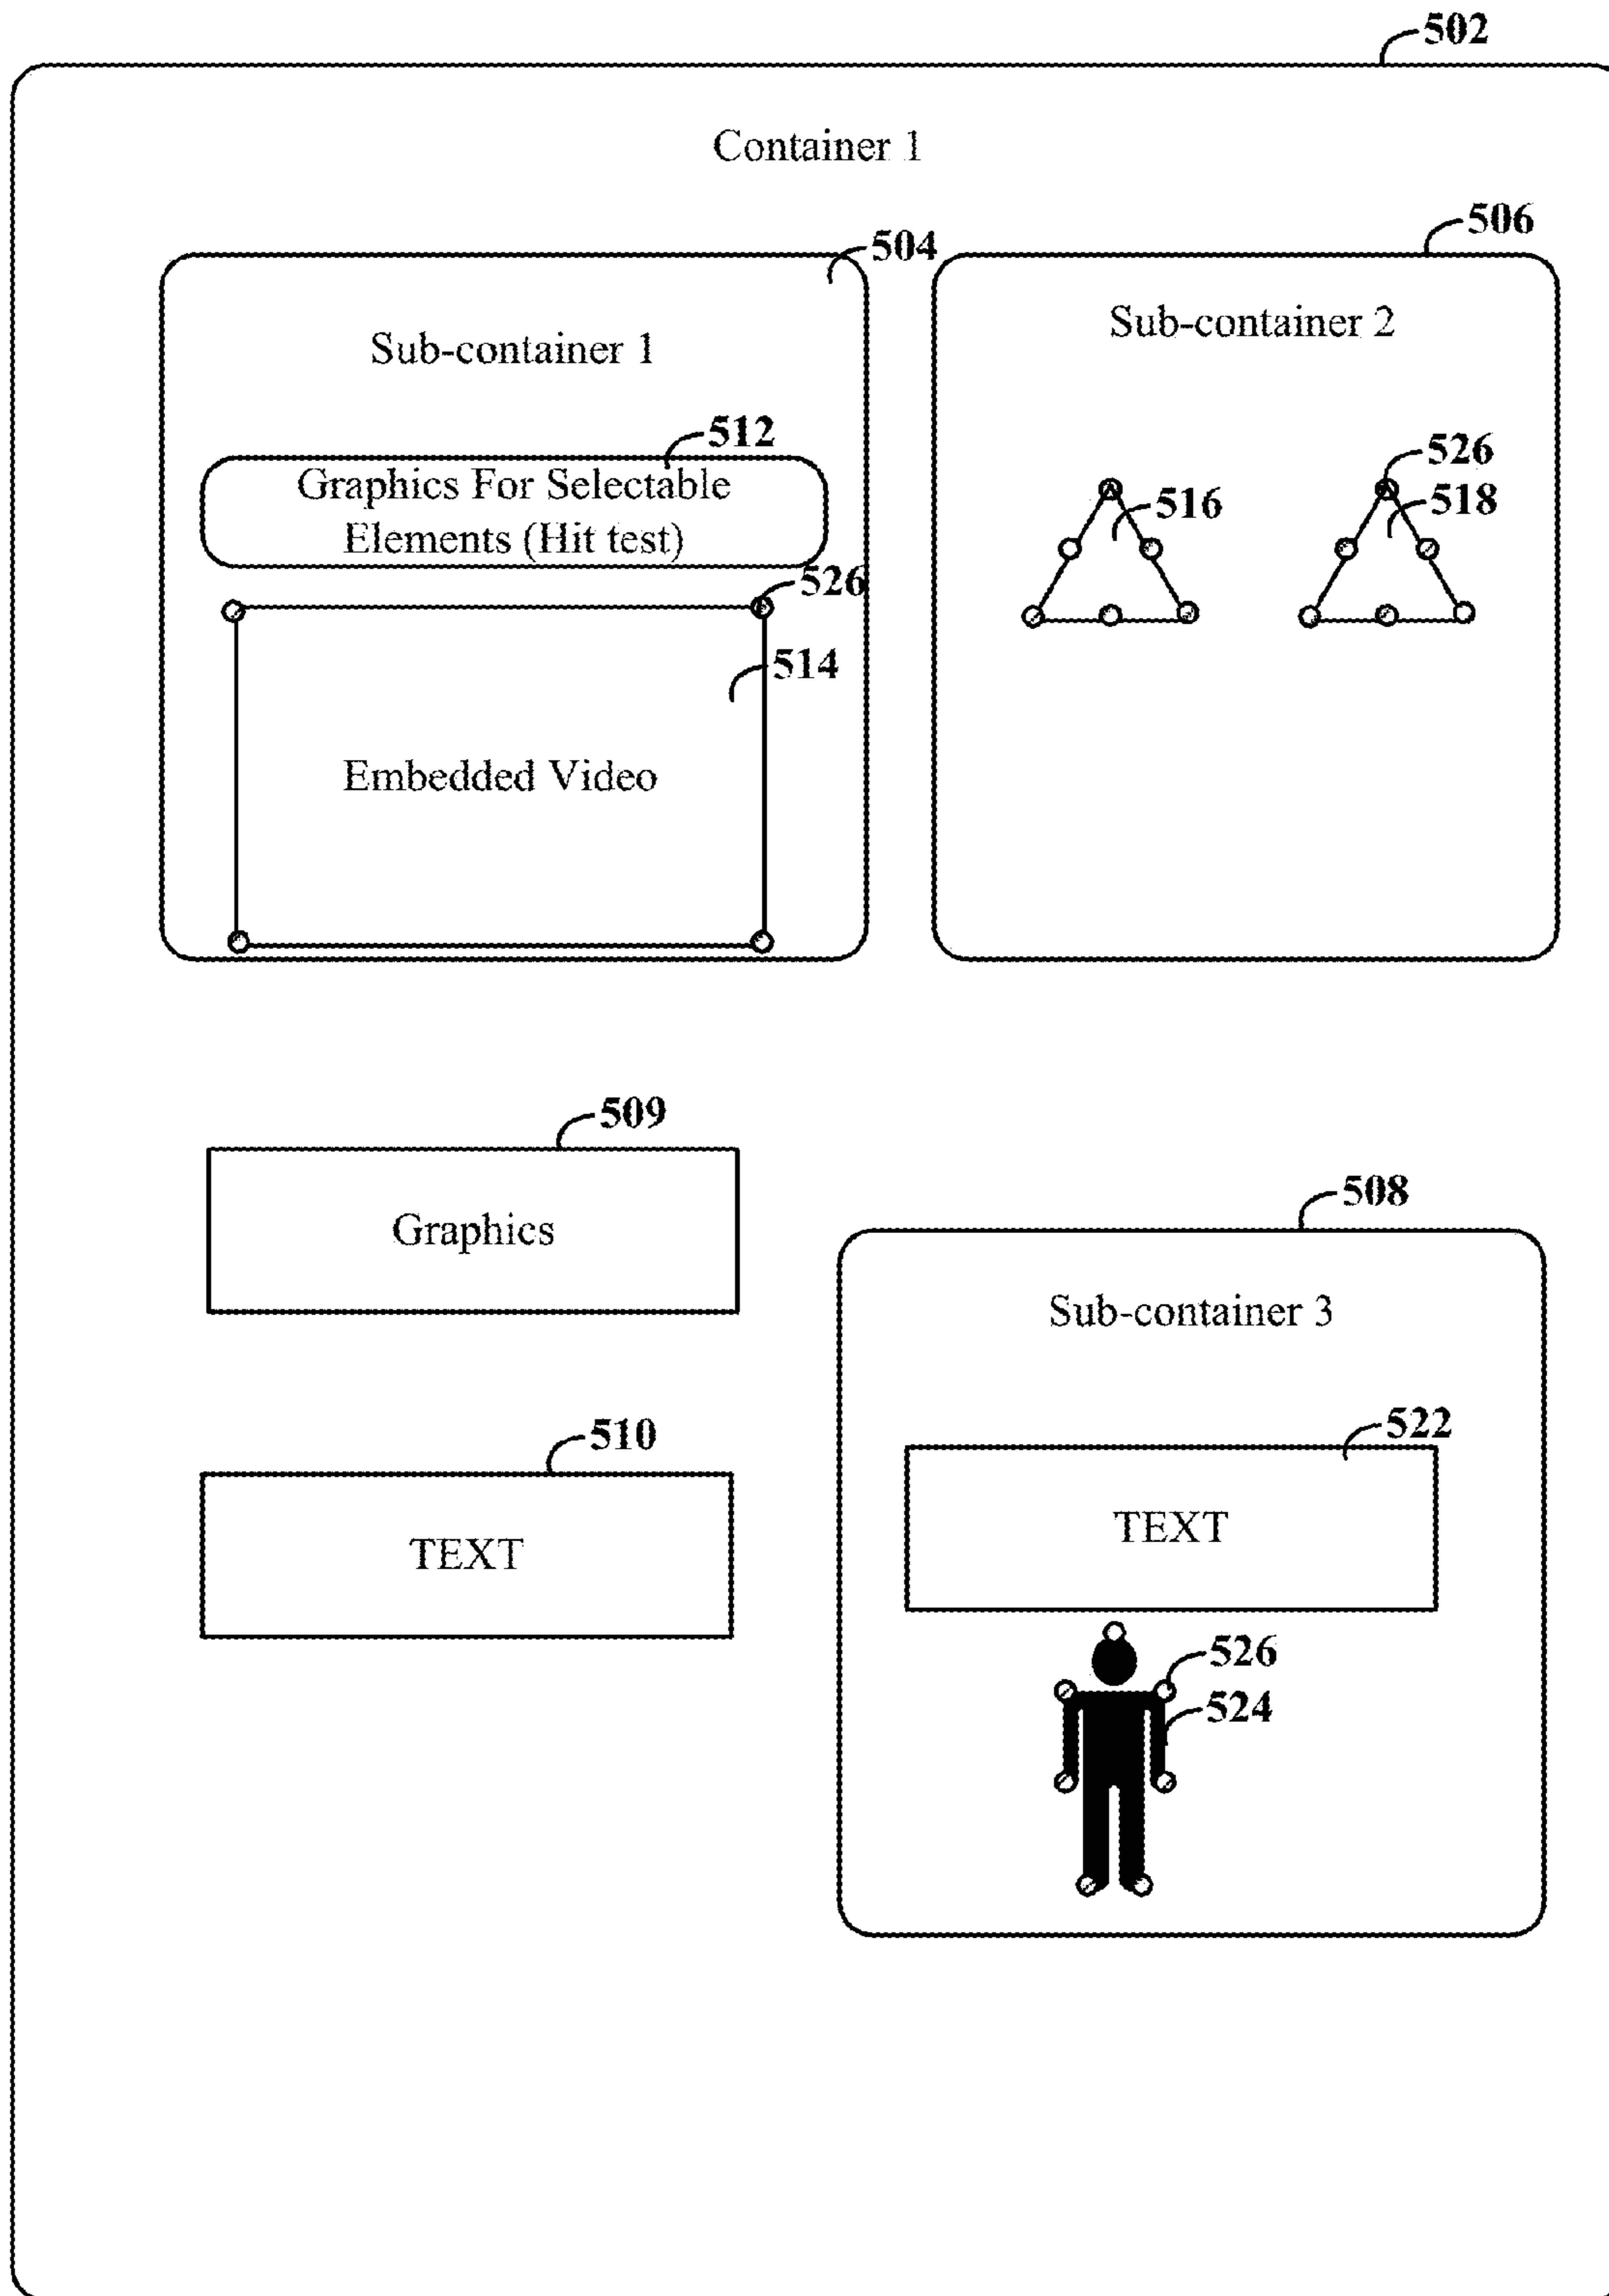 502
Container 1
506
504
Sub-container 2
Sub-container 1
512
Graphics For Selectable
Elements (Hit test)
526
516
518
526
514
Embedded Video
509
Graphics
508
Sub-container 3
510
TEXT
522
TEXT
526
524